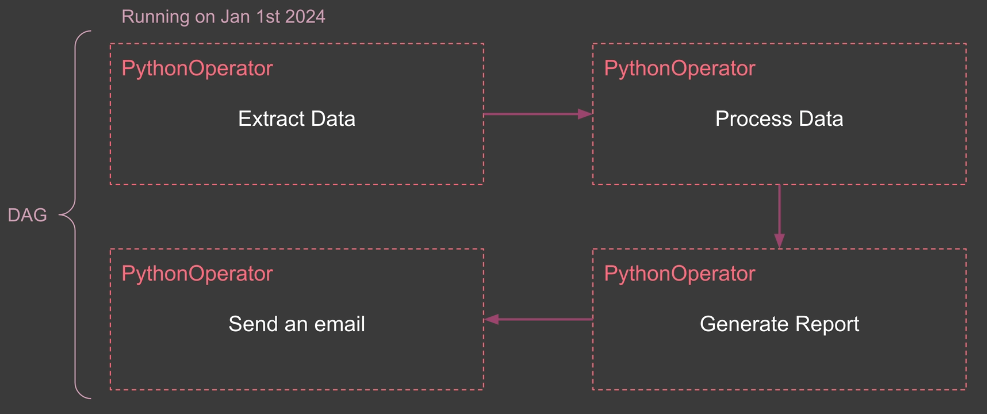 Running on Jan 1st 2024
PythonOperator
Extract Data
PythonOperator
Process Data
DAG
PythonOperator
Send an email
PythonOperator
Generate Report